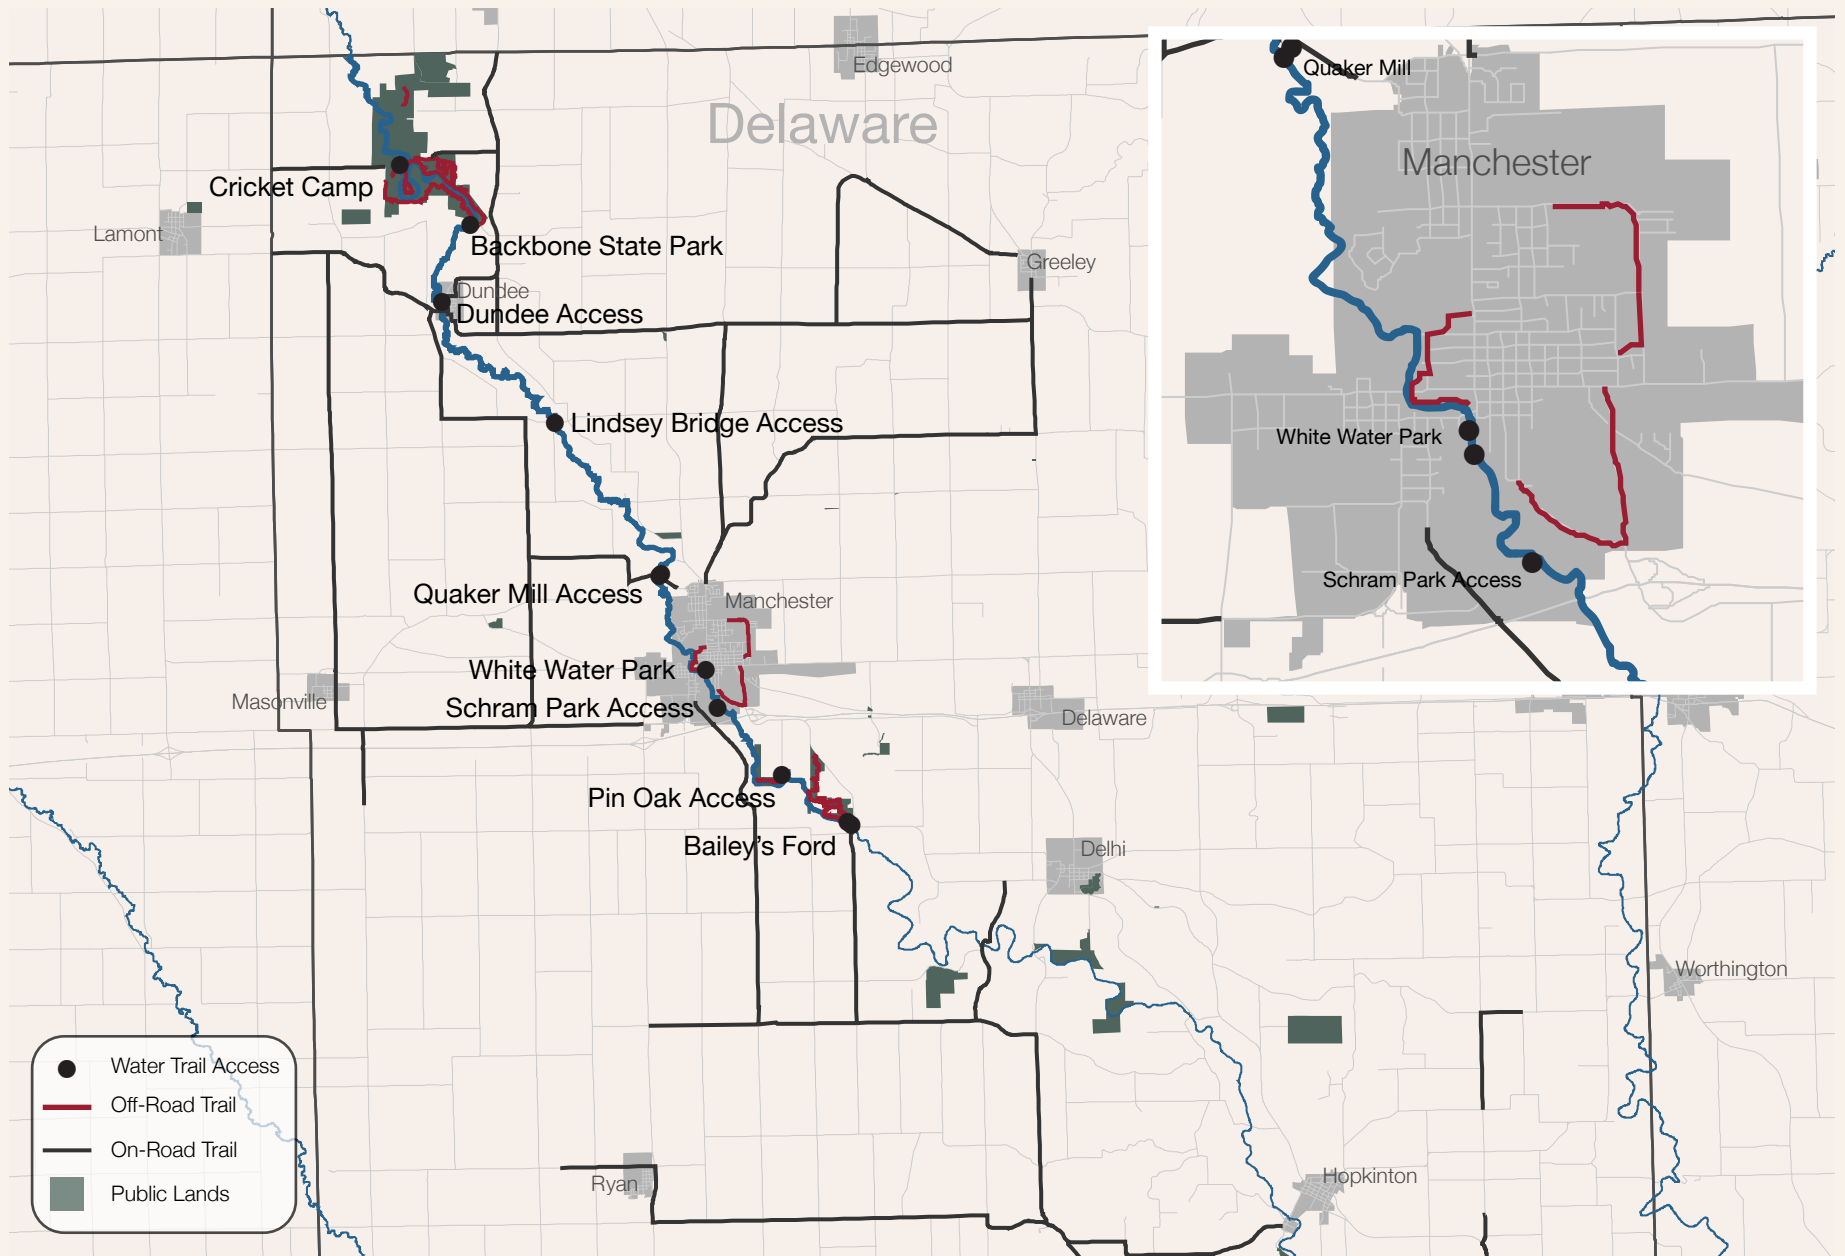 Edgewood
Delaware
Quaker Mill
Manchester
Cricket Camp
Lamont
Backbone State Park
Greeley
Dundee
Dundee Access
Lindsey Bridge Access
White Water Park
Schram Park Access
Quaker Mill Access
Manchester
White Water Park
Masonville
Schram Park Access
Delaware
Pin Oak Access
Bailey's Ford
Delhi
Worthington
Water Trail Access
Off-Road Trail
On-Road Trail
Public Lands
Ryan
Hopkinton